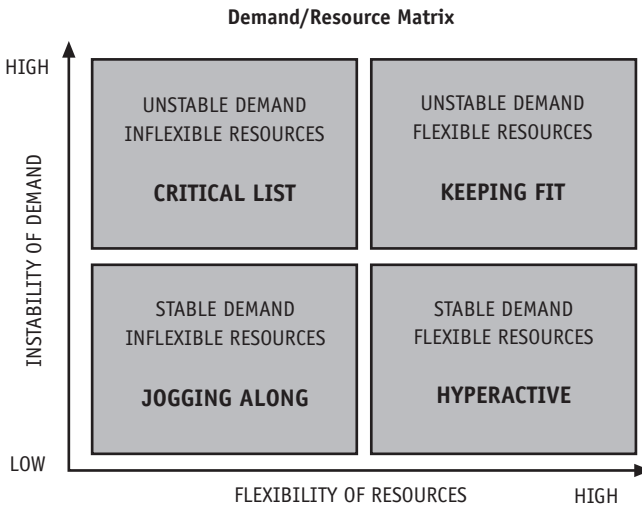 Demand/Resource Matrix
HIGH
UNSTABLE DEMAND
INFLEXIBLE RESOURCES
CRITICAL LIST
UNSTABLE DEMAND
FLEXIBLE RESOURCES
KEEPING FIT
INSTABILITY OF DEMAND
STABLE DEMAND
INFLEXIBLE RESOURCES
JOGGING ALONG
STABLE DEMAND
FLEXIBLE RESOURCES
HYPERACTIVE
LOW
FLEXIBILITY OF RESOURCES
HIGH